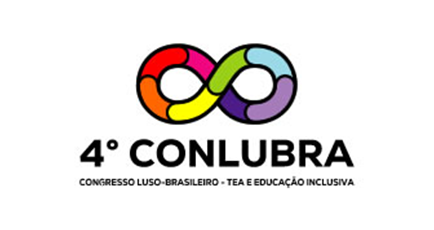 4° CONLUBRA
CONGRESSO LUSO-BRASILEIRO - TEA E EDUCAÇÃO INCLUSIVA